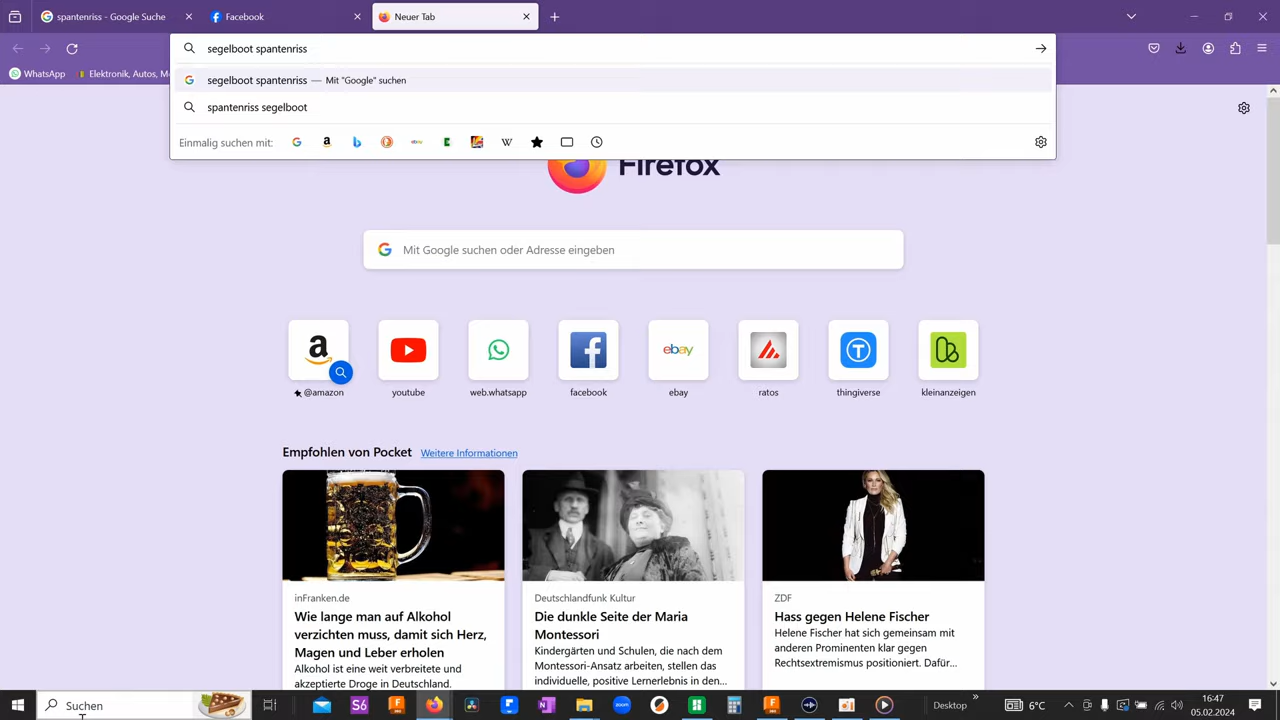 spantenriss - Google Suche
Facebook
Neuer Tab
segelboot spantenriss
WhatsApp
Elektronik, Autos, M
segelboot spantenriss — Mit "Google" suchen
spantenriss segelboot
Einmalig suchen mit:
Firefox
Mit Google suchen oder Adresse eingeben
@amazon
youtube
web.whatsapp
facebook
ebay
ratos
thingiverse
kleinanzeigen
Empfohlen von Pocket Weitere Informationen
inFranken.de
Wie lange man auf Alkohol
verzichten muss, damit sich Herz,
Magen und Leber erholen
Alkohol ist eine weit verbreitete und
akzeptierte Droge in Deutschland.
Deutschlandfunk Kultur
Die dunkle Seite der Maria
Montessori
Kindergärten und Schulen, die nach dem
Montessori-Ansatz arbeiten, stellen das
individuelle, positive Lernerlebnis in den...
ZDF
Hass gegen Helene Fischer
Helene Fischer hat sich gemeinsam mit
anderen Prominenten klar gegen
Rechtsextremismus positioniert. Dafür...
Suchen
Desktop
6°C
16:47
05.02.2024